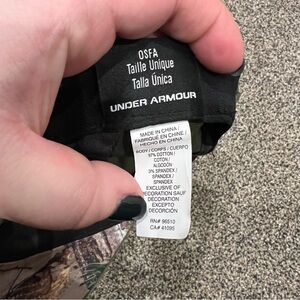 OSFA
Taille Unique
Talla Única
UNDER ARMOUR
MADE IN CHINA /
FABRIQUÉ EN CHINE /
HECHO EN CHINA
BODY / CORPS / CUERPO
97% COTTON /
COTON /
ALGODÓN
3% SPANDEX /
SPANDEX /
SPANDEX
EXCLUSIVE OF
DECORATION SAUF
DÉCORATION
EXCEPTO
DECORACIÓN
RN# 96510
CA# 41095